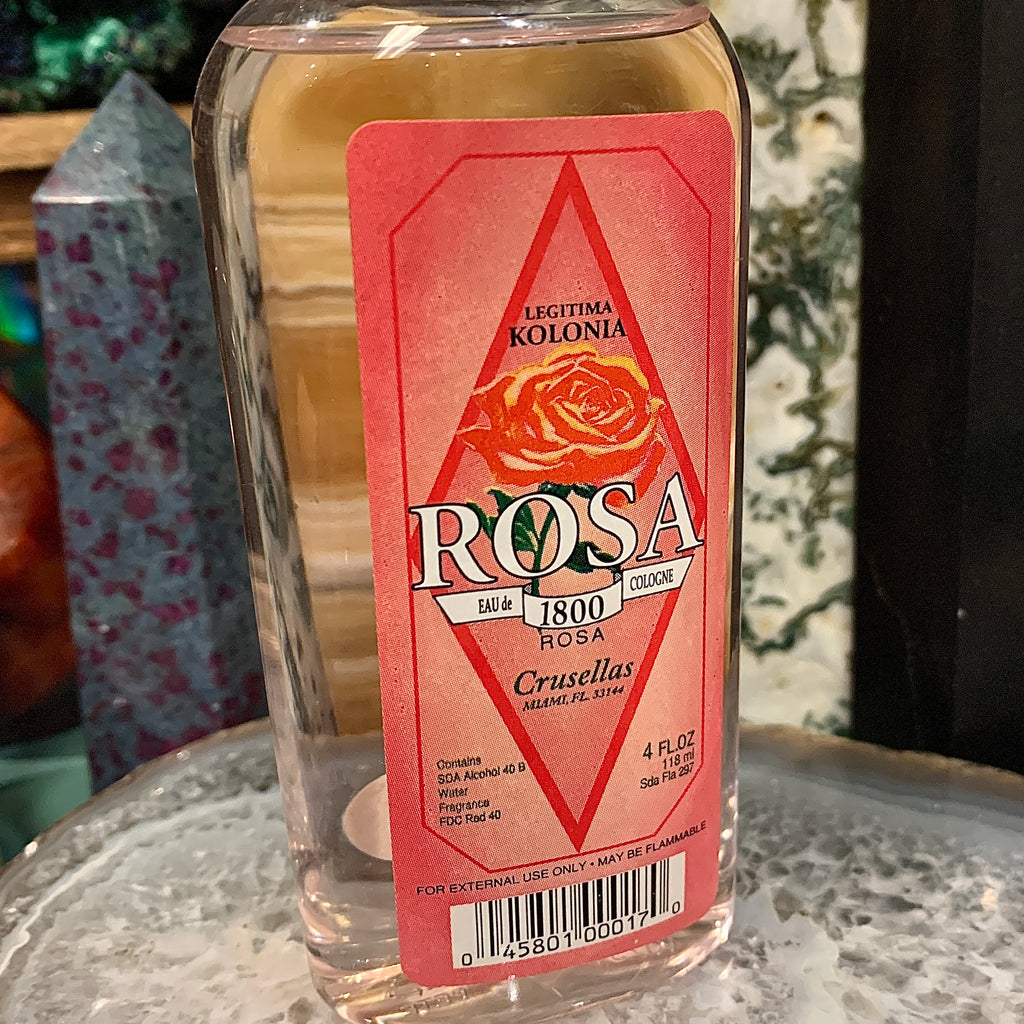 LEGITIMA
KOLONIA
ROSA
EAU de 1800 COLOGNE
ROSA
Crusellas
MIAMI, FL. 33144
Contains
SDA Alcohol 40 B
Water
Fragrance
FDC Red 40
4 FL.OZ
118 ml
Sda Fla 297
FOR EXTERNAL USE ONLY • MAY BE FLAMMABLE
0 45801 00017 0